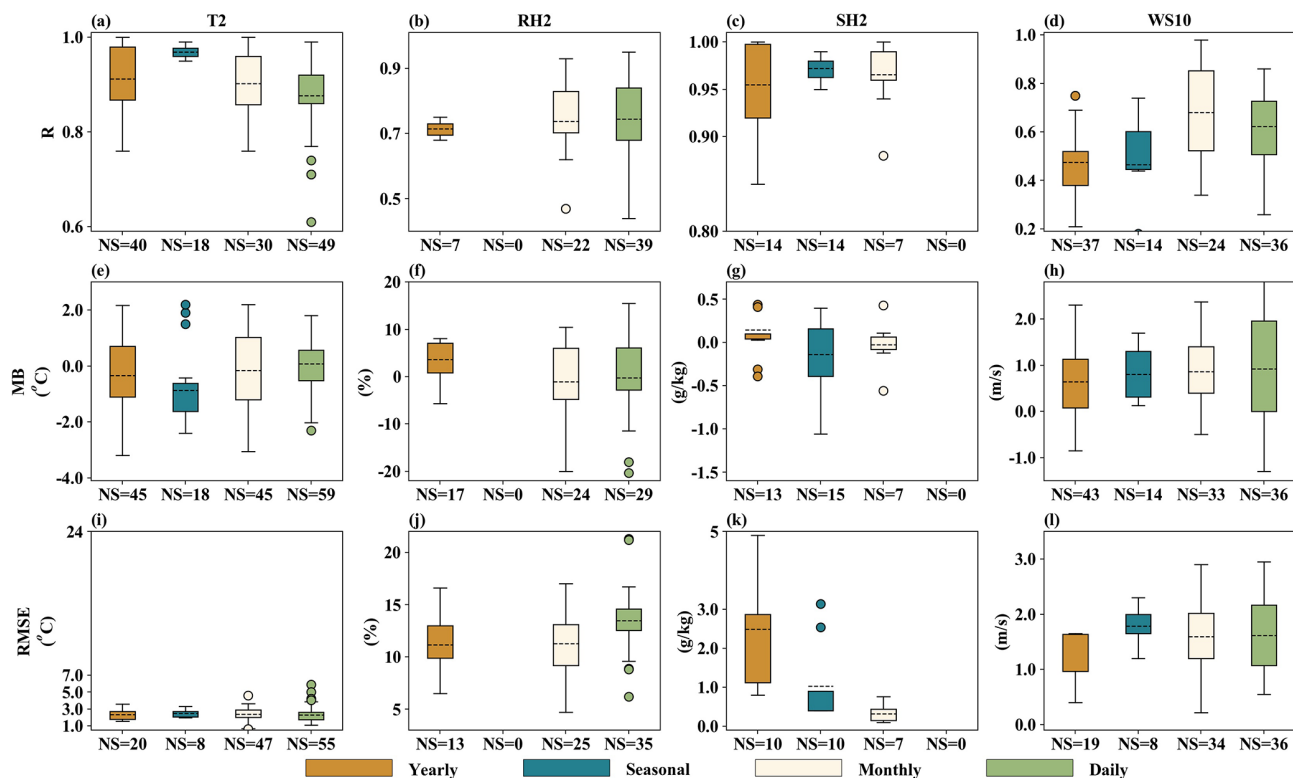 (a) T2 (b) RH2 (c) SH2 (d) WS10
R
1.0 0.8 0.6
0.9 0.7 0.5
1.00 0.95 0.90 0.80
1.0 0.8 0.6 0.4 0.2
NS=40 NS=18 NS=30 NS=49 NS=7 NS=0 NS=22 NS=39 NS=14 NS=14 NS=7 NS=0 NS=37 NS=14 NS=24 NS=36
(e) (f) (g) (h)
MB
(°C)
2.0 -0.0 -2.0 -4.0
(%)
20 10 0 -10 -20
(g/kg)
0.5 0.0 -0.5 -1.0 -1.5
(m/s)
2.0 1.0 0.0 -1.0
NS=45 NS=18 NS=45 NS=59 NS=17 NS=0 NS=24 NS=29 NS=13 NS=15 NS=7 NS=0 NS=43 NS=14 NS=33 NS=36
(i) (j) (k) (l)
RMSE
(°C)
24 7.0 5.0 3.0 1.0
(%)
20 15 10 5
(g/kg)
5 3.0 2.0 1.0 0.0
(m/s)
3.0 2.0 1.0 0.0
NS=20 NS=8 NS=47 NS=55 NS=13 NS=0 NS=25 NS=35 NS=10 NS=10 NS=7 NS=0 NS=19 NS=8 NS=34 NS=36
Yearly Seasonal Monthly Daily